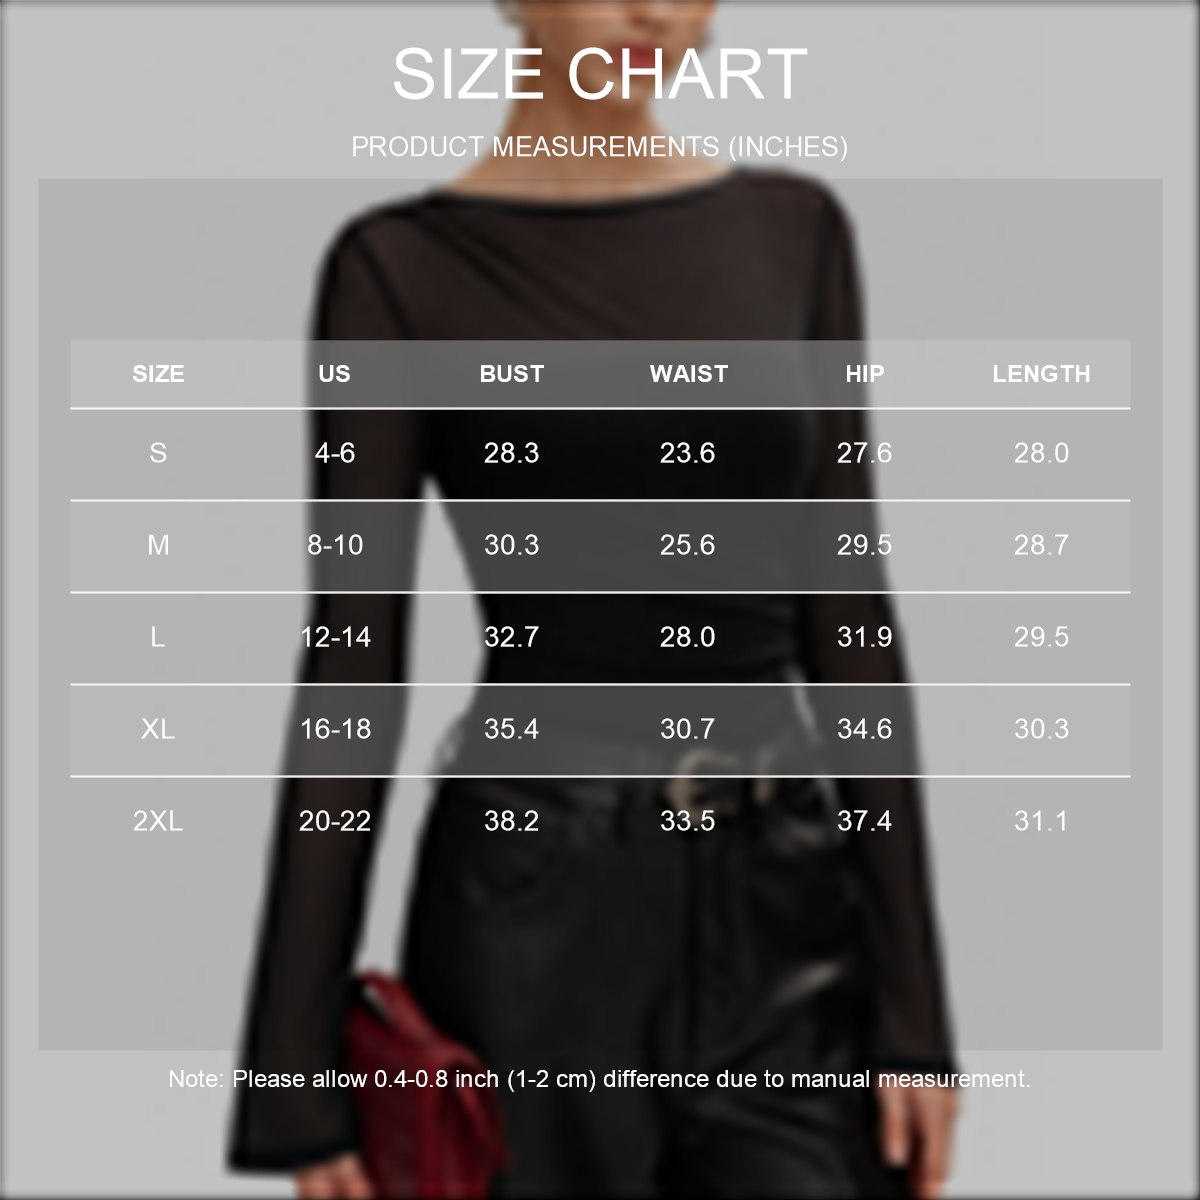 SIZE CHART
PRODUCT MEASUREMENTS (INCHES)
SIZE US BUST WAIST HIP LENGTH
S 4-6 28.3 23.6 27.6 28.0
M 8-10 30.3 25.6 29.5 28.7
L 12-14 32.7 28.0 31.9 29.5
XL 16-18 35.4 30.7 34.6 30.3
2XL 20-22 38.2 33.5 37.4 31.1
Note: Please allow 0.4-0.8 inch (1-2 cm) difference due to manual measurement.